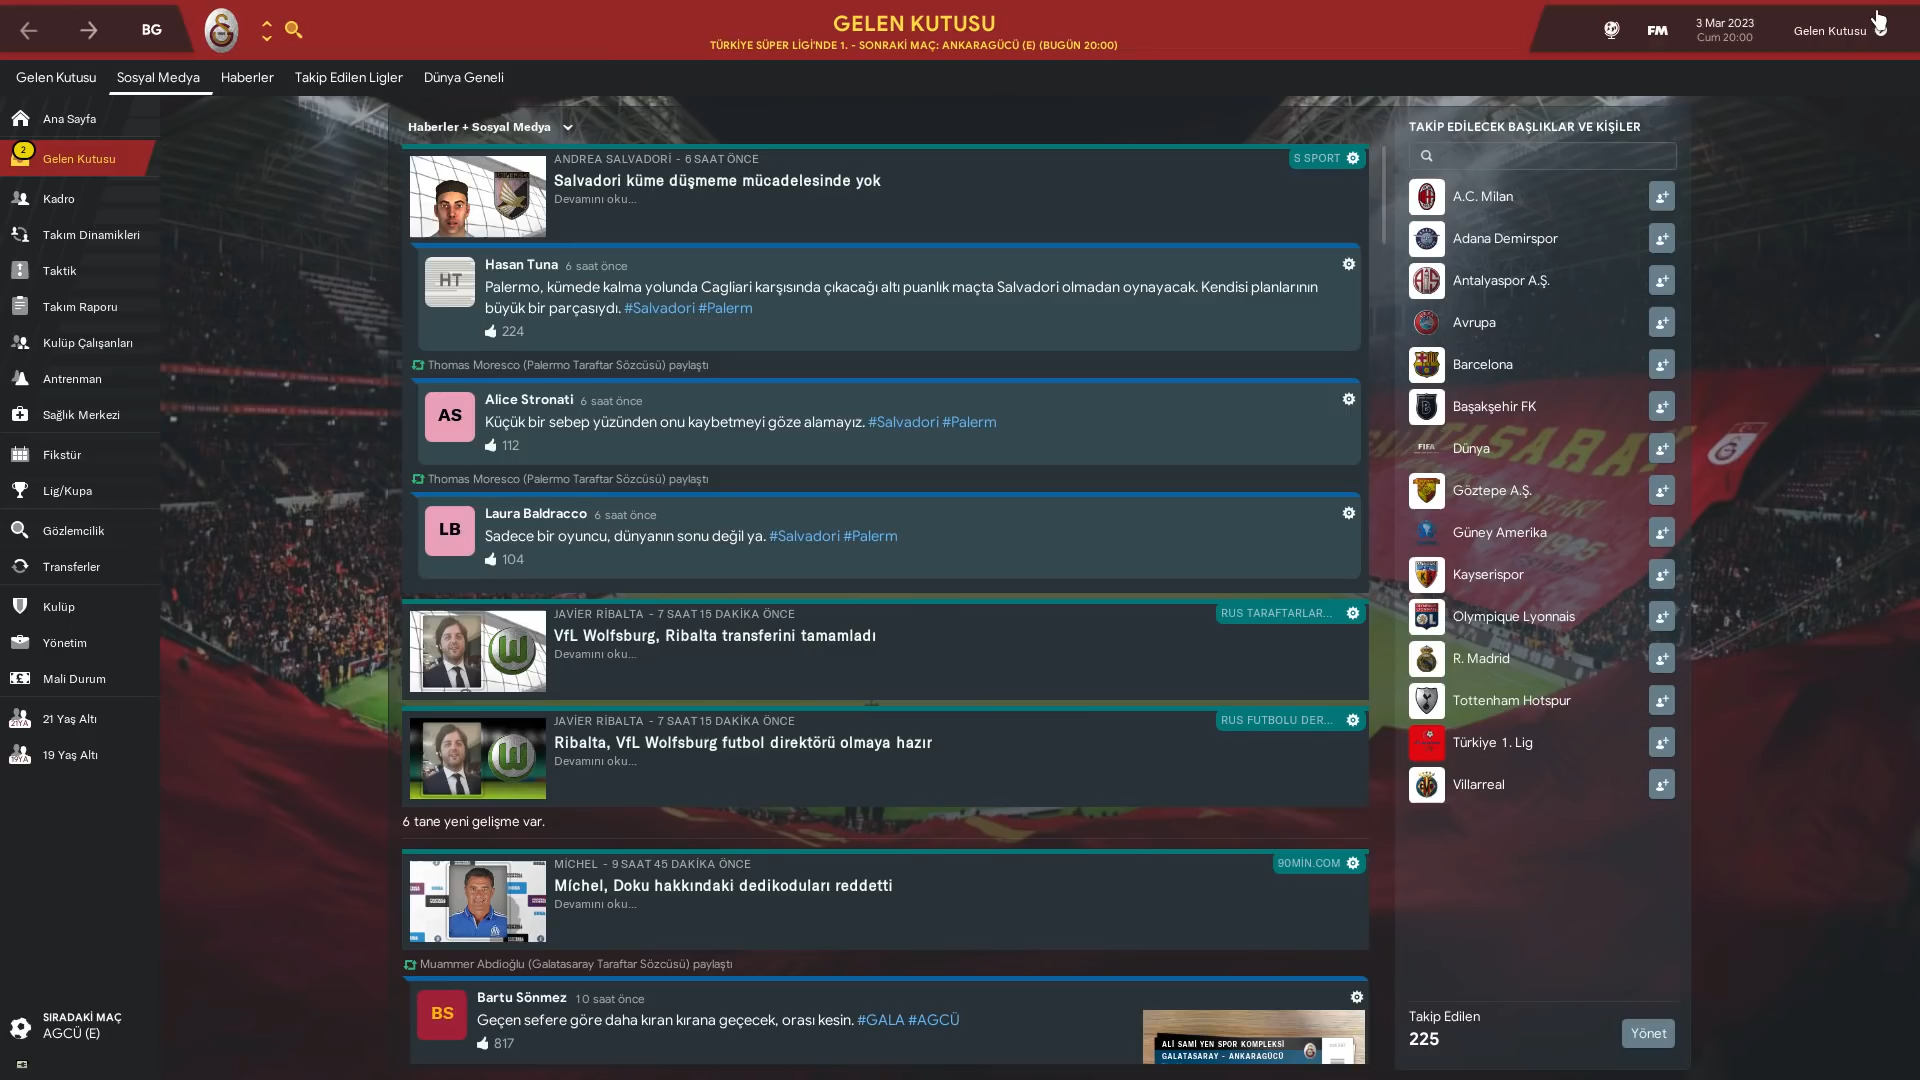 BG
GELEN KUTUSU
TÜRKİYE SÜPER LİGİ'NDE 1. - SONRAKİ MAÇ: ANKARAGÜCÜ (E) (BUGÜN 20:00)
FM
3 Mar 2023
Cum 20:00
Gelen Kutusu
Gelen Kutusu
Sosyal Medya
Haberler
Takip Edilen Ligler
Dünya Geneli
Ana Sayfa
2
Gelen Kutusu
Kadro
Takım Dinamikleri
Taktik
Takım Raporu
Kulüp Çalışanları
Antrenman
Sağlık Merkezi
Fikstür
Lig/Kupa
Gözlemcilik
Transferler
Kulüp
Yönetim
Mali Durum
21YA
21 Yaş Altı
19YA
19 Yaş Altı
SIRADAKİ MAÇ
AGCÜ (E)
Haberler + Sosyal Medya
ANDREA SALVADORİ - 6 SAAT ÖNCE
S SPORT
Salvadori küme düşmeme mücadelesinde yok
Devamını oku...
HT
Hasan Tuna 6 saat önce
Palermo, kümede kalma yolunda Cagliari karşısında çıkacağı altı puanlık maçta Salvadori olmadan oynayacak. Kendisi planlarının
büyük bir parçasıydı. #Salvadori #Palerm
224
Thomas Moresco (Palermo Taraftar Sözcüsü) paylaştı
AS
Alice Stronati 6 saat önce
Küçük bir sebep yüzünden onu kaybetmeyi göze alamayız. #Salvadori #Palerm
112
Thomas Moresco (Palermo Taraftar Sözcüsü) paylaştı
LB
Laura Baldracco 6 saat önce
Sadece bir oyuncu, dünyanın sonu değil ya. #Salvadori #Palerm
104
JAVİER RİBALTA - 7 SAAT 15 DAKİKA ÖNCE
RUS TARAFTARLAR...
VfL Wolfsburg, Ribalta transferini tamamladı
Devamını oku...
JAVİER RİBALTA - 7 SAAT 15 DAKİKA ÖNCE
RUS FUTBOLU DER...
Ribalta, VfL Wolfsburg futbol direktörü olmaya hazır
Devamını oku...
6 tane yeni gelişme var.
MİCHEL - 9 SAAT 45 DAKİKA ÖNCE
90MİN.COM
Míchel, Doku hakkındaki dedikoduları reddetti
Devamını oku...
Muammer Abdioğlu (Galatasaray Taraftar Sözcüsü) paylaştı
BS
Bartu Sönmez 10 saat önce
Geçen sefere göre daha kıran kırana geçecek, orası kesin. #GALA #AGCÜ
817
ALİ SAMİ YEN SPOR KOMPLEKSİ
GALATASARAY - ANKARAGÜCÜ
TAKİP EDİLECEK BAŞLIKLAR VE KİŞİLER
A.C. Milan
Adana Demirspor
Antalyaspor A.Ş.
Avrupa
Barcelona
Başakşehir FK
FIFA
Dünya
Göztepe A.Ş.
Güney Amerika
Kayserispor
Olympique Lyonnais
R. Madrid
Tottenham Hotspur
Türkiye 1. Lig
Villarreal
Takip Edilen
225
Yönet